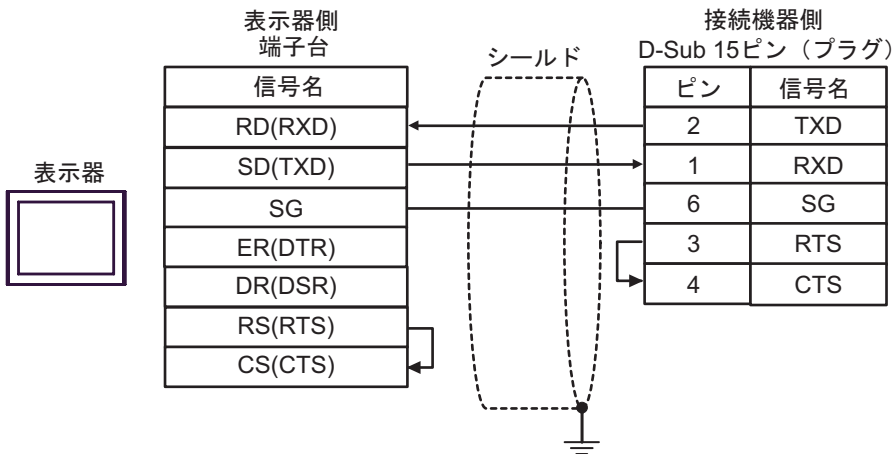 表示器側
端子台
シールド
接続機器側
D-Sub 15ピン（プラグ）
表示器
信号名
RD(RXD)
SD(TXD)
SG
ER(DTR)
DR(DSR)
RS(RTS)
CS(CTS)
ピン 信号名
2 TXD
1 RXD
6 SG
3 RTS
4 CTS